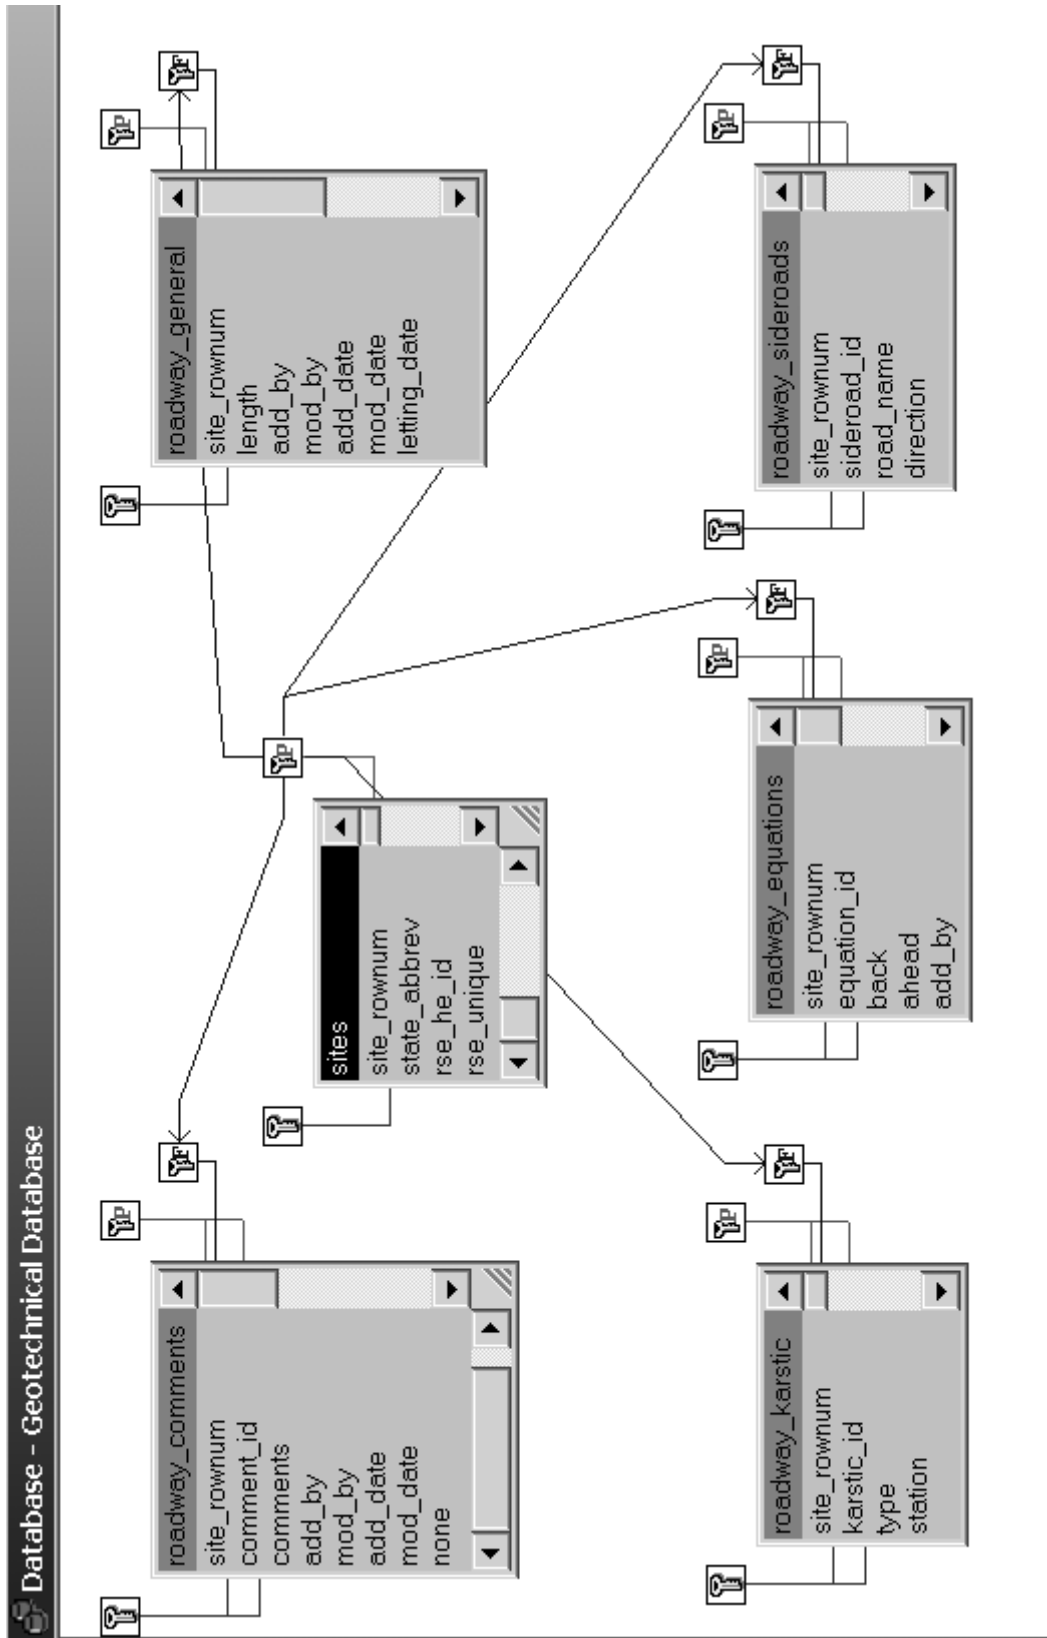 Database - Geotechnical Database
roadway_comments
site_rownum
comment_id
comments
add_by
mod_by
add_date
mod_date
none
sites
site_rownum
state_abbrev
rse_he_id
rse_unique
roadway_general
site_rownum
length
add_by
mod_by
add_date
mod_date
letting_date
roadway_karstic
site_rownum
karstic_id
type
station
roadway_equations
site_rownum
equation_id
back
ahead
add_by
roadway_sideroads
site_rownum
sideroad_id
road_name
direction
P
F
P
P
F
P
F
P
F
P
F